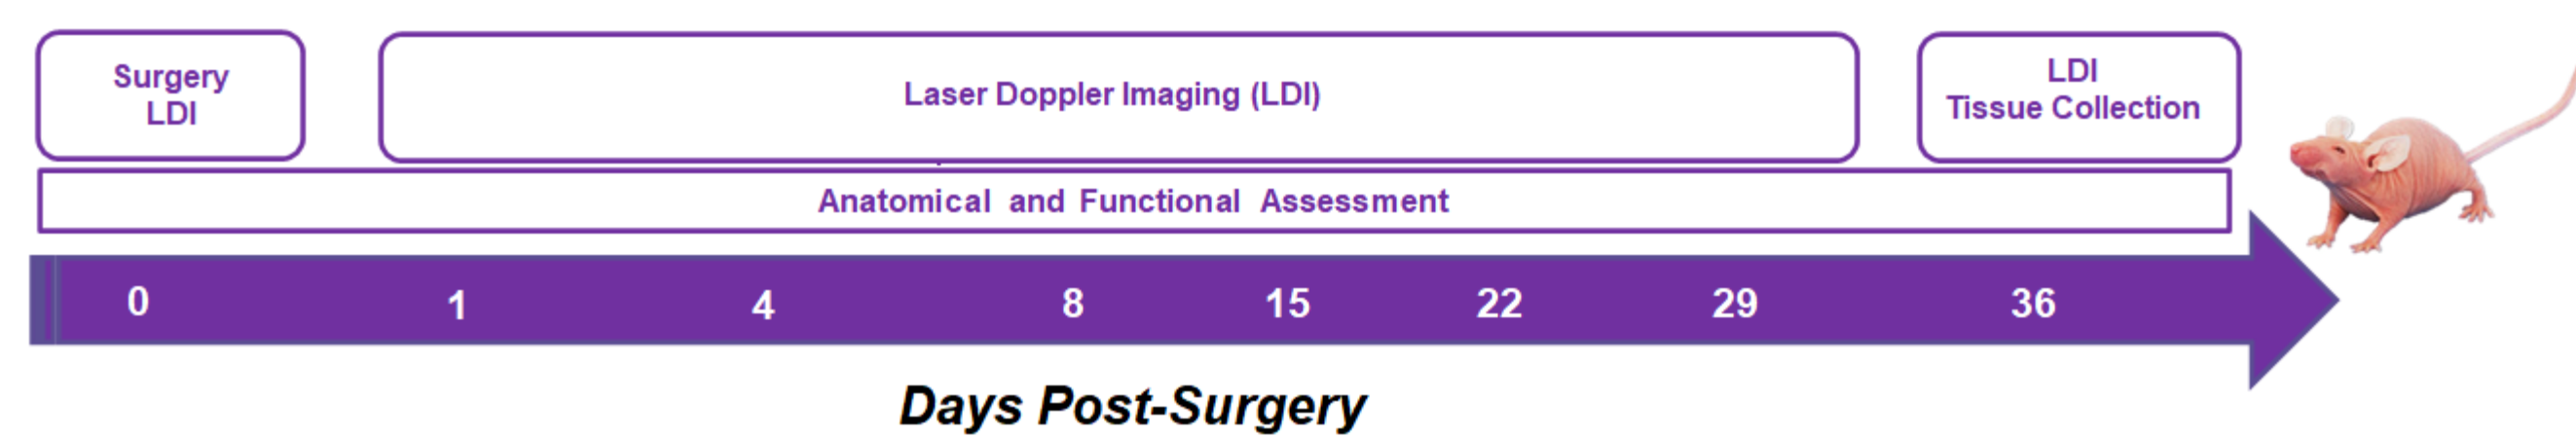 Surgery
LDI
Laser Doppler Imaging (LDI)
LDI
Tissue Collection
Anatomical and Functional Assessment
0 1 4 8 15 22 29 36
Days Post-Surgery